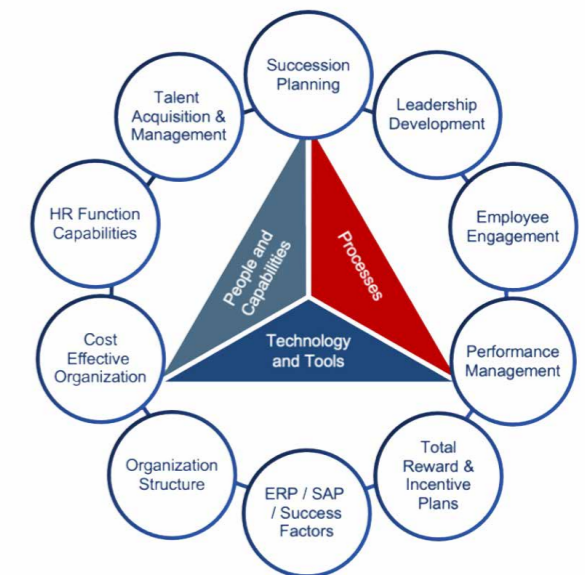 Succession
Planning
Leadership
Development
Employee
Engagement
Performance
Management
Total
Reward &
Incentive
Plans
ERP / SAP
/ Success
Factors
Organization
Structure
Cost
Effective
Organization
HR Function
Capabilities
Talent
Acquisition &
Management
People and
Capabilities
Processes
Technology
and Tools